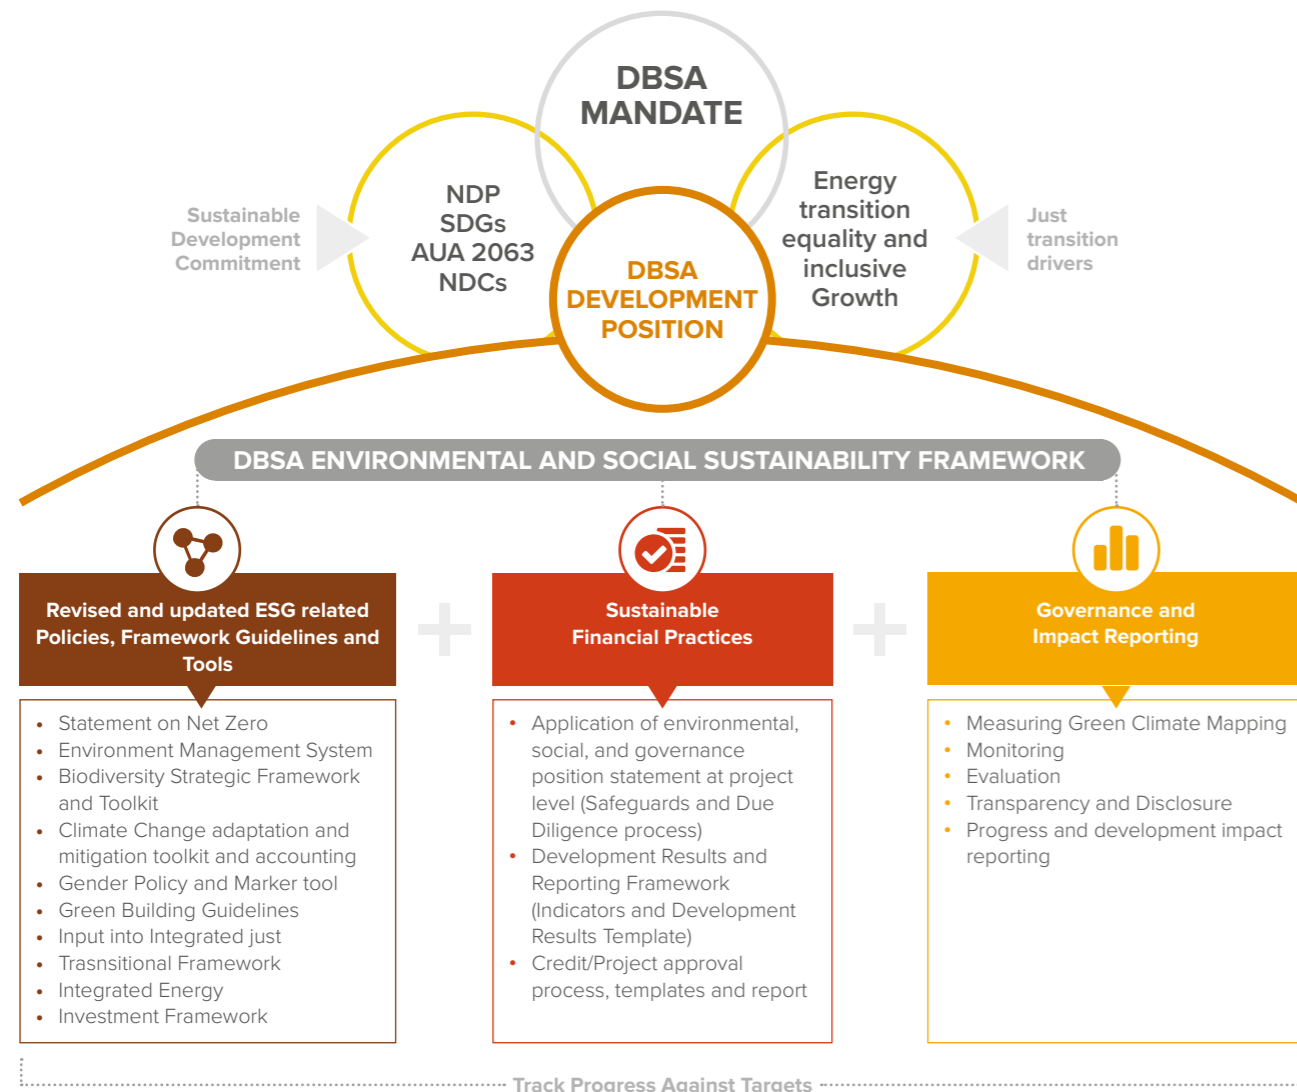 DBSA
MANDATE
Sustainable
Development
Commitment
NDP
SDGs
AUA 2063
NDCs
DBSA
DEVELOPMENT
POSITION
Energy
transition
equality and
inclusive
Growth
Just
transition
drivers
DBSA ENVIRONMENTAL AND SOCIAL SUSTAINABILITY FRAMEWORK
Revised and updated ESG related
Policies, Framework Guidelines and
Tools
• Statement on Net Zero
• Environment Management System
• Biodiversity Strategic Framework
and Toolkit
• Climate Change adaptation and
mitigation toolkit and accounting
• Gender Policy and Marker tool
• Green Building Guidelines
• Input into Integrated just
• Trasnsitional Framework
• Integrated Energy
• Investment Framework
Sustainable
Financial Practices
• Application of environmental,
social, and governance
position statement at project
level (Safeguards and Due
Diligence process)
• Development Results and
Reporting Framework
(Indicators and Development
Results Template)
• Credit/Project approval
process, templates and report
Governance and
Impact Reporting
• Measuring Green Climate Mapping
• Monitoring
• Evaluation
• Transparency and Disclosure
• Progress and development impact
reporting
Track Progress Against Targets